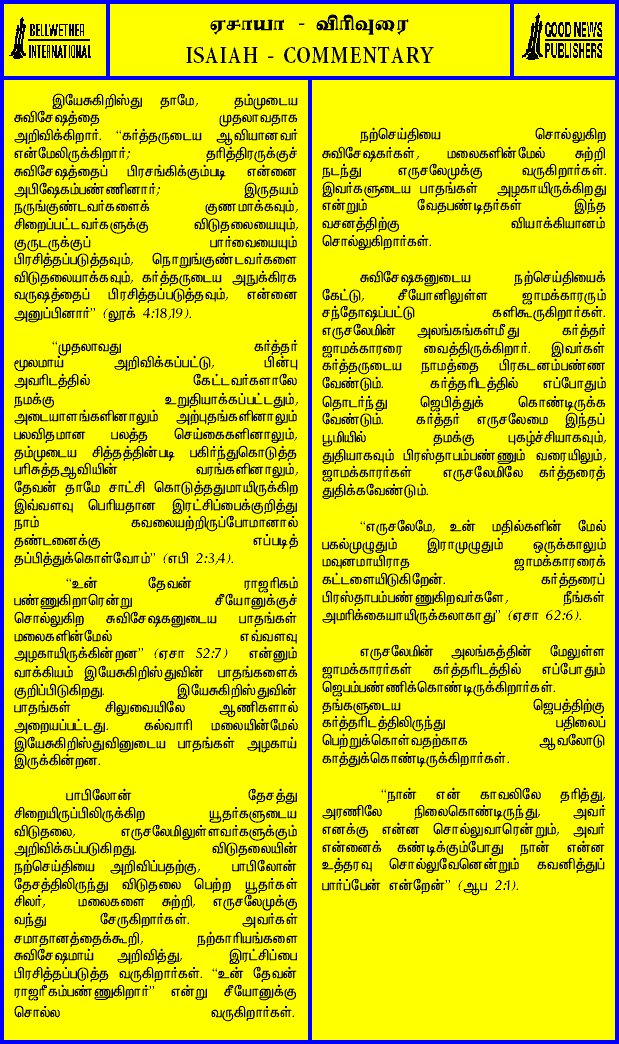 BELLWETHER
INTERNATIONAL
ஏசாயா - விரிவுரை
ISAIAH - COMMENTARY
GOOD NEWS
PUBLISHERS
இயேசுகிறிஸ்து தாமே, தம்முடைய
சுவிசேஷத்தை முதலாவதாக
அறிவிக்கிறார். “கர்த்தருடைய ஆவியானவர்
என்மேலிருக்கிறார்; தரித்திரருக்குச்
சுவிசேஷத்தைப் பிரசங்கிக்கும்படி என்னை
அபிஷேகம்பண்ணினார்; இருதயம்
நருங்குண்டவர்களைக் குணமாக்கவும்,
சிறைப்பட்டவர்களுக்கு விடுதலையையும்,
குருடருக்குப் பார்வையையும்
பிரசித்தப்படுத்தவும், நொறுங்குண்டவர்களை
விடுதலையாக்கவும், கர்த்தருடைய அநுக்கிரக
வருஷத்தைப் பிரசித்தப்படுத்தவும், என்னை
அனுப்பினார்” (லூக் 4:18,19).
“முதலாவது கர்த்தர்
மூலமாய் அறிவிக்கப்பட்டு, பின்பு
அவரிடத்தில் கேட்டவர்களாலே
நமக்கு உறுதியாக்கப்பட்டதும்,
அடையாளங்களினாலும் அற்புதங்களினாலும்
பலவிதமான பலத்த செய்கைகளினாலும்,
தம்முடைய சித்தத்தின்படி பகிர்ந்துகொடுத்த
பரிசுத்தஆவியின் வரங்களினாலும்,
தேவன் தாமே சாட்சி கொடுத்ததுமாயிருக்கிற
இவ்வளவு பெரியதான இரட்சிப்பைக்குறித்து
நாம் கவலையற்றிருப்போமானால்
தண்டனைக்கு எப்படித்
தப்பித்துக்கொள்வோம்” (எபி 2:3,4).
“உன் தேவன் ராஜரிகம்
பண்ணுகிறாரென்று சீயோனுக்குச்
சொல்லுகிற சுவிசேஷகனுடைய பாதங்கள்
மலைகளின்மேல் எவ்வளவு
அழகாயிருக்கின்றன” (ஏசா 52:7) என்னும்
வாக்கியம் இயேசுகிறிஸ்துவின் பாதங்களைக்
குறிப்பிடுகிறது. இயேசுகிறிஸ்துவின்
பாதங்கள் சிலுவையிலே ஆணிகளால்
அறையப்பட்டது. கல்வாரி மலையின்மேல்
இயேசுகிறிஸ்துவினுடைய பாதங்கள் அழகாய்
இருக்கின்றன.
பாபிலோன் தேசத்து
சிறையிருப்பிலிருக்கிற யூதர்களுடைய
விடுதலை, எருசலேமிலுள்ளவர்களுக்கும்
அறிவிக்கப்படுகிறது. விடுதலையின்
நற்செய்தியை அறிவிப்பதற்கு, பாபிலோன்
தேசத்திலிருந்து விடுதலை பெற்ற யூதர்கள்
சிலர், மலைகளை சுற்றி, எருசலேமுக்கு
வந்து சேருகிறார்கள். அவர்கள்
சமாதானத்தைக்கூறி, நற்காரியங்களை
சுவிசேஷமாய் அறிவித்து, இரட்சிப்பை
பிரசித்தப்படுத்த வருகிறார்கள். “உன் தேவன்
ராஜரீகம்பண்ணுகிறார்” என்று சீயோனுக்கு
சொல்ல வருகிறார்கள்.
நற்செய்தியை சொல்லுகிற
சுவிசேஷகர்கள், மலைகளின்மேல் சுற்றி
நடந்து எருசலேமுக்கு வருகிறார்கள்.
இவர்களுடைய பாதங்கள் அழகாயிருக்கிறது
என்றும் வேதபண்டிதர்கள் இந்த
வசனத்திற்கு வியாக்கியானம்
சொல்லுகிறார்கள்.
சுவிசேஷகனுடைய நற்செய்தியைக்
கேட்டு, சீயோனிலுள்ள ஜாமக்காரரும்
சந்தோஷப்பட்டு களிகூருகிறார்கள்.
எருசலேமின் அலங்கங்கள்மீது கர்த்தர்
ஜாமக்காரரை வைத்திருக்கிறார். இவர்கள்
கர்த்தருடைய நாமத்தை பிரகடனம்பண்ண
வேண்டும். கர்த்தரிடத்தில் எப்போதும்
தொடர்ந்து ஜெபித்துக் கொண்டிருக்க
வேண்டும். கர்த்தர் எருசலேமை இந்தப்
பூமியில் தமக்கு புகழ்ச்சியாகவும்,
துதியாகவும் பிரஸ்தாபம்பண்ணும் வரையிலும்,
ஜாமக்காரர்கள் எருசலேமிலே கர்த்தரைத்
துதிக்கவேண்டும்.
“எருசலேமே, உன் மதில்களின் மேல்
பகல்முழுதும் இராமுழுதும் ஒருக்காலும்
மவுனமாயிராத ஜாமக்காரரைக்
கட்டளையிடுகிறேன். கர்த்தரைப்
பிரஸ்தாபம்பண்ணுகிறவர்களே, நீங்கள்
அமரிக்கையாயிருக்கலாகாது” (ஏசா 62:6).
எருசலேமின் அலங்கத்தின் மேலுள்ள
ஜாமக்காரர்கள் கர்த்தரிடத்தில் எப்போதும்
ஜெபம்பண்ணிக்கொண்டிருக்கிறார்கள்.
தங்களுடைய ஜெபத்திற்கு
கர்த்தரிடத்திலிருந்து பதிலைப்
பெற்றுக்கொள்வதற்காக ஆவலோடு
காத்துக்கொண்டிருக்கிறார்கள்.
“நான் என் காவலிலே தரித்து,
அரணிலே நிலைகொண்டிருந்து, அவர்
எனக்கு என்ன சொல்லுவாரென்றும், அவர்
என்னைக் கண்டிக்கும்போது நான் என்ன
உத்தரவு சொல்லுவேனென்றும் கவனித்துப்
பார்ப்பேன் என்றேன்” (ஆப 2:1).